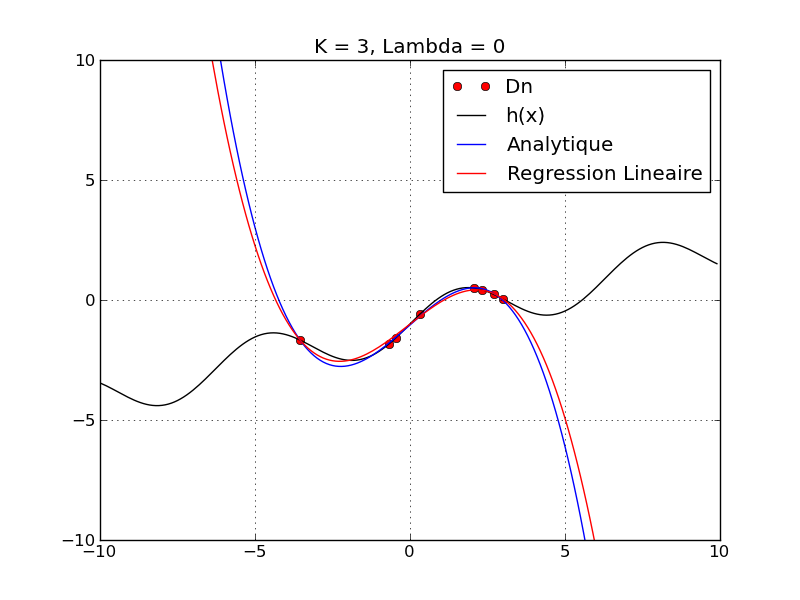 K = 3, Lambda = 0
Dn
h(x)
Analytique
Regression Lineaire
10
5
0
−5
−10
−10
−5
0
5
10